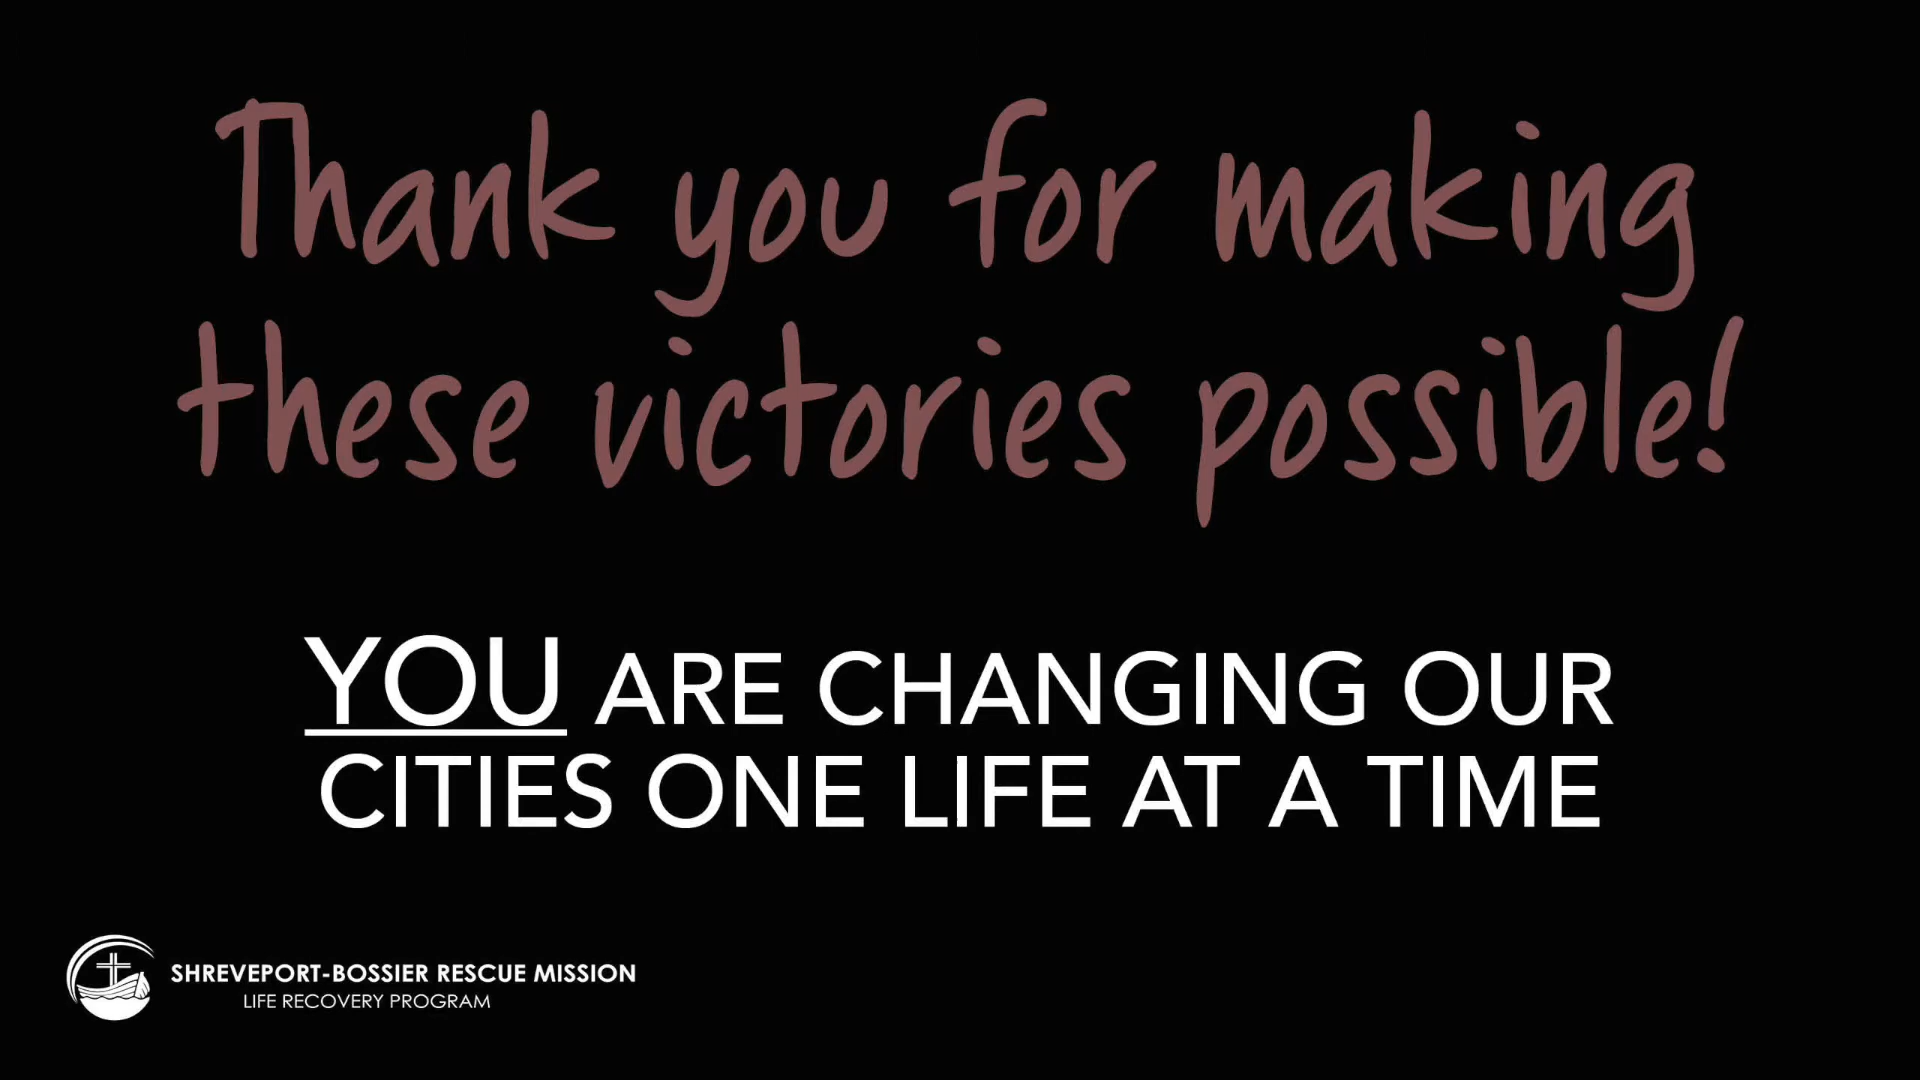 Thank you for making
these victories possible!
YOU ARE CHANGING OUR
CITIES ONE LIFE AT A TIME
SHREVEPORT-BOSSIER RESCUE MISSION
LIFE RECOVERY PROGRAM